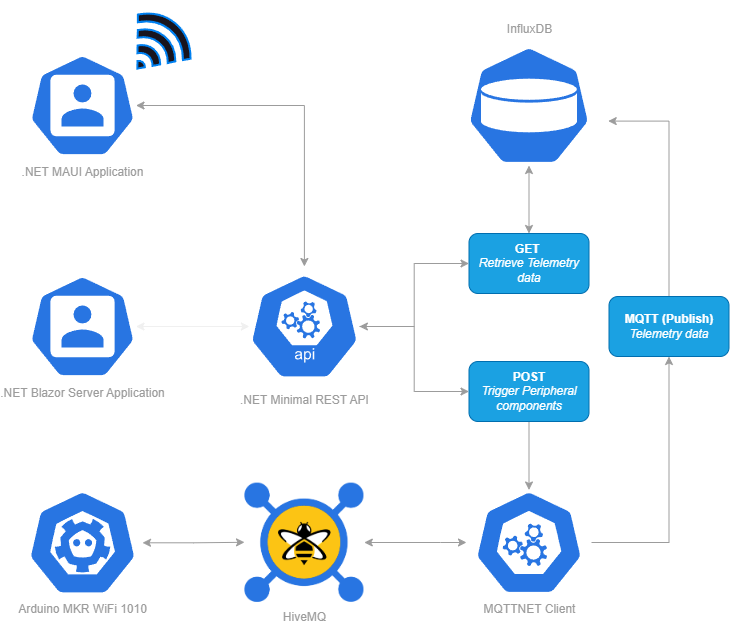 InfluxDB
.NET MAUI Application
GET
Retrieve Telemetry
data
MQTT (Publish)
Telemetry data
api
.NET Blazor Server Application
.NET Minimal REST API
POST
Trigger Peripheral
components
Arduino MKR WiFi 1010
HiveMQ
MQTTNET Client